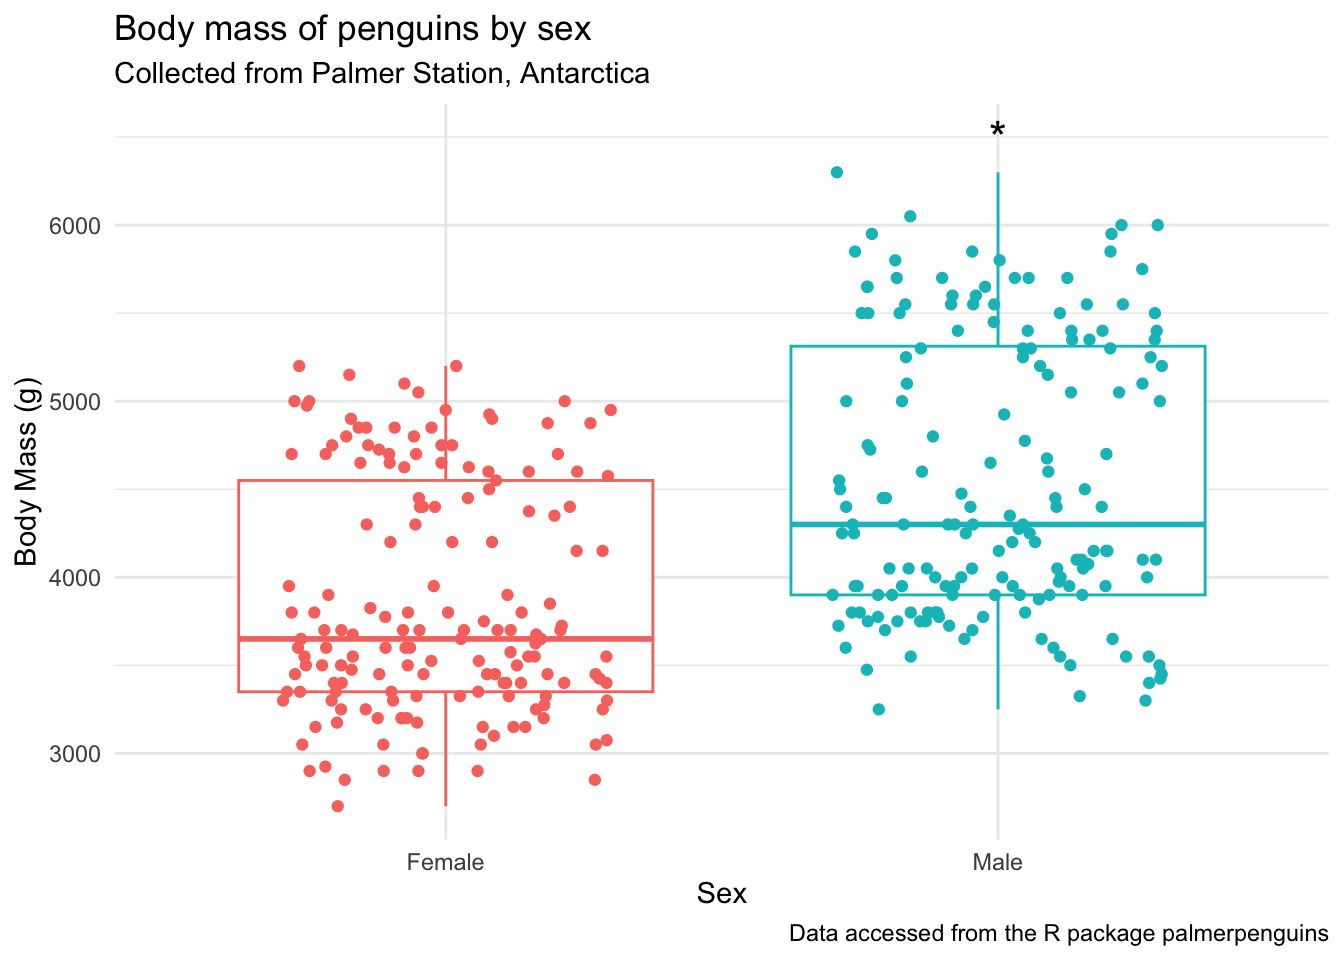 Body mass of penguins by sex
Collected from Palmer Station, Antarctica
*
6000
5000
4000
3000
Body Mass (g)
Female Male
Sex
Data accessed from the R package palmerpenguins